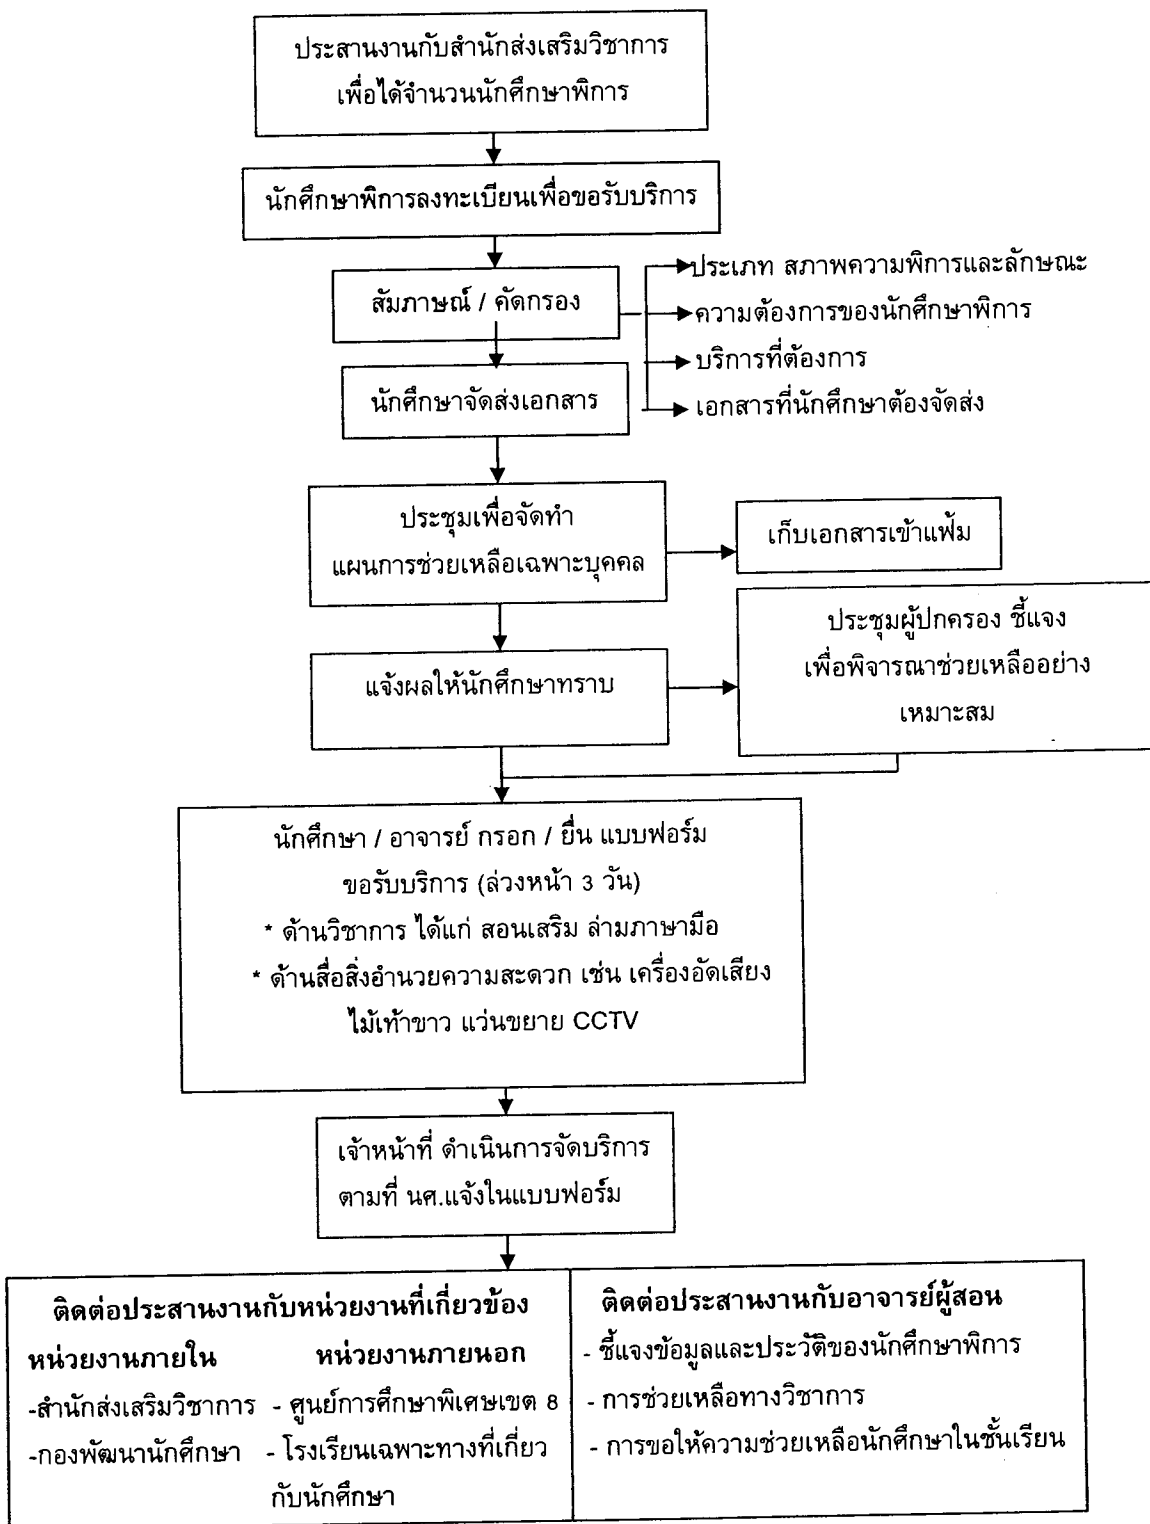 ประสานงานกับสำนักส่งเสริมวิชาการ
เพื่อได้จำนวนนักศึกษาพิการ
นักศึกษาพิการลงทะเบียนเพื่อขอรับบริการ
สัมภาษณ์ / คัดกรอง
ประเภท สภาพความพิการและลักษณะ
ความต้องการของนักศึกษาพิการ
บริการที่ต้องการ
เอกสารที่นักศึกษาต้องจัดส่ง
นักศึกษาจัดส่งเอกสาร
ประชุมเพื่อจัดทำ
แผนการช่วยเหลือเฉพาะบุคคล
เก็บเอกสารเข้าแฟ้ม
แจ้งผลให้นักศึกษาทราบ
ประชุมผู้ปกครอง ชี้แจง
เพื่อพิจารณาช่วยเหลืออย่าง
เหมาะสม
นักศึกษา / อาจารย์ กรอก / ยื่น แบบฟอร์ม
ขอรับบริการ (ล่วงหน้า 3 วัน)
* ด้านวิชาการ ได้แก่ สอนเสริม ล่ามภาษามือ
* ด้านสื่อสิ่งอำนวยความสะดวก เช่น เครื่องอัดเสียง
ไม้เท้าขาว แว่นขยาย CCTV
เจ้าหน้าที่ ดำเนินการจัดบริการ
ตามที่ นศ.แจ้งในแบบฟอร์ม
ติดต่อประสานงานกับหน่วยงานที่เกี่ยวข้อง
หน่วยงานภายใน หน่วยงานภายนอก
-สำนักส่งเสริมวิชาการ - ศูนย์การศึกษาพิเศษเขต 8
-กองพัฒนานักศึกษา - โรงเรียนเฉพาะทางที่เกี่ยว
กับนักศึกษา
ติดต่อประสานงานกับอาจารย์ผู้สอน
- ชี้แจงข้อมูลและประวัติของนักศึกษาพิการ
- การช่วยเหลือทางวิชาการ
- การขอให้ความช่วยเหลือนักศึกษาในชั้นเรียน